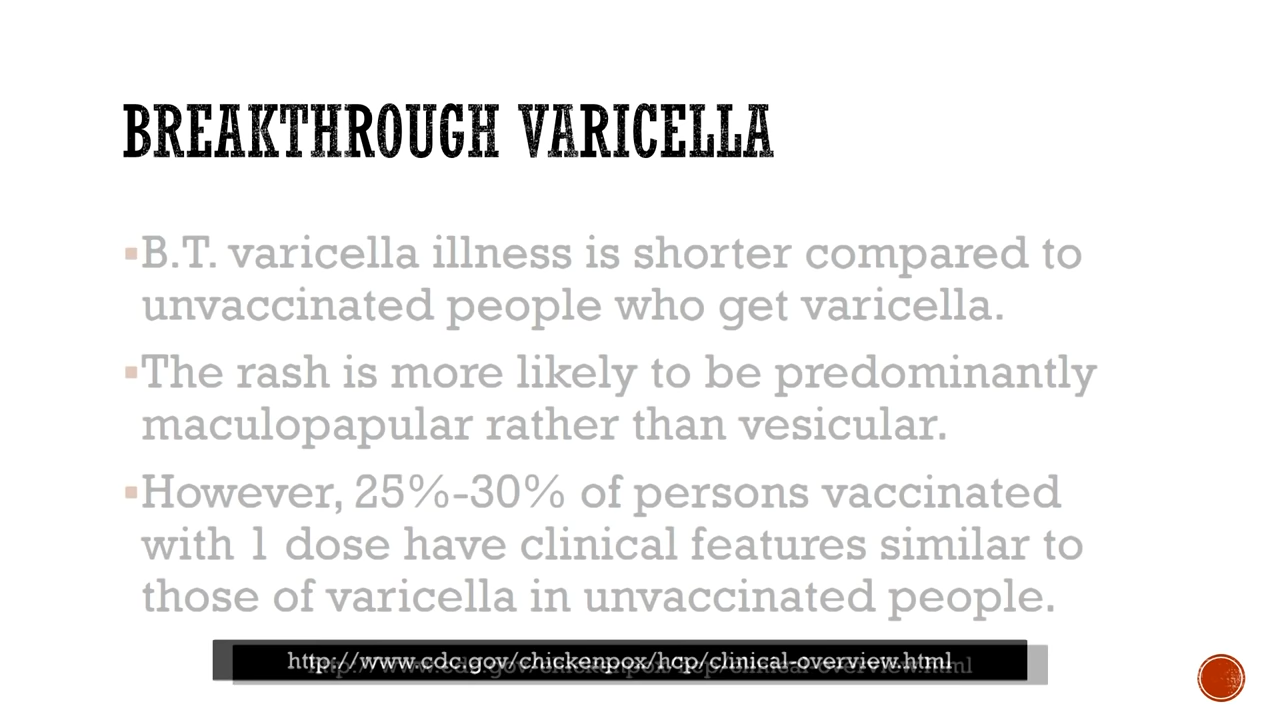 BREAKTHROUGH VARICELLA
▪B.T. varicella illness is shorter compared to
unvaccinated people who get varicella.
▪The rash is more likely to be predominantly
maculopapular rather than vesicular.
▪However, 25%-30% of persons vaccinated
with 1 dose have clinical features similar to
those of varicella in unvaccinated people.
http://www.cdc.gov/chickenpox/hcp/clinical-overview.html